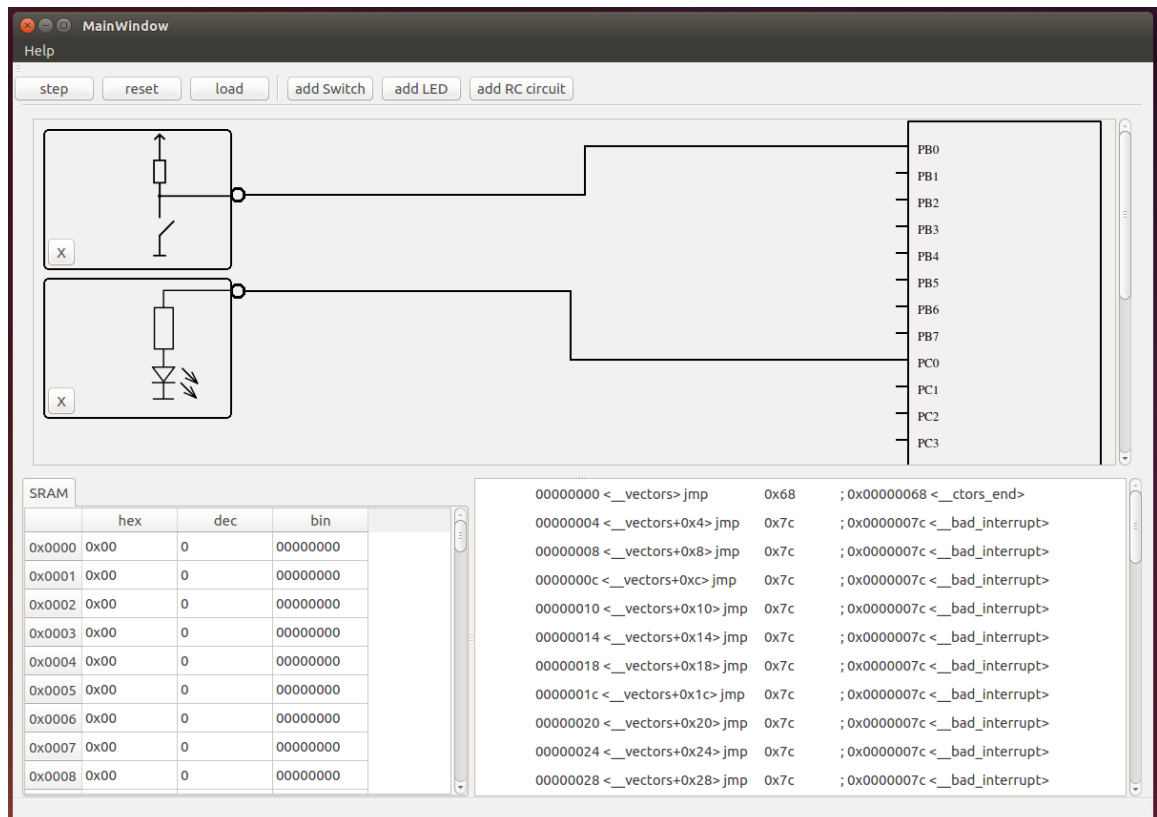 MainWindow
Help
step reset load add Switch add LED add RC circuit
PB0
PB1
PB2
PB3
PB4
PB5
PB6
PB7
PC0
PC1
PC2
PC3
X
X
SRAM
hex dec bin
0x0000 0x00 0 00000000
0x0001 0x00 0 00000000
0x0002 0x00 0 00000000
0x0003 0x00 0 00000000
0x0004 0x00 0 00000000
0x0005 0x00 0 00000000
0x0006 0x00 0 00000000
0x0007 0x00 0 00000000
0x0008 0x00 0 00000000
00000000 <__vectors> jmp 0x68 ; 0x00000068 <__ctors_end>
00000004 <__vectors+0x4> jmp 0x7c ; 0x0000007c <__bad_interrupt>
00000008 <__vectors+0x8> jmp 0x7c ; 0x0000007c <__bad_interrupt>
0000000c <__vectors+0xc> jmp 0x7c ; 0x0000007c <__bad_interrupt>
00000010 <__vectors+0x10> jmp 0x7c ; 0x0000007c <__bad_interrupt>
00000014 <__vectors+0x14> jmp 0x7c ; 0x0000007c <__bad_interrupt>
00000018 <__vectors+0x18> jmp 0x7c ; 0x0000007c <__bad_interrupt>
0000001c <__vectors+0x1c> jmp 0x7c ; 0x0000007c <__bad_interrupt>
00000020 <__vectors+0x20> jmp 0x7c ; 0x0000007c <__bad_interrupt>
00000024 <__vectors+0x24> jmp 0x7c ; 0x0000007c <__bad_interrupt>
00000028 <__vectors+0x28> jmp 0x7c ; 0x0000007c <__bad_interrupt>